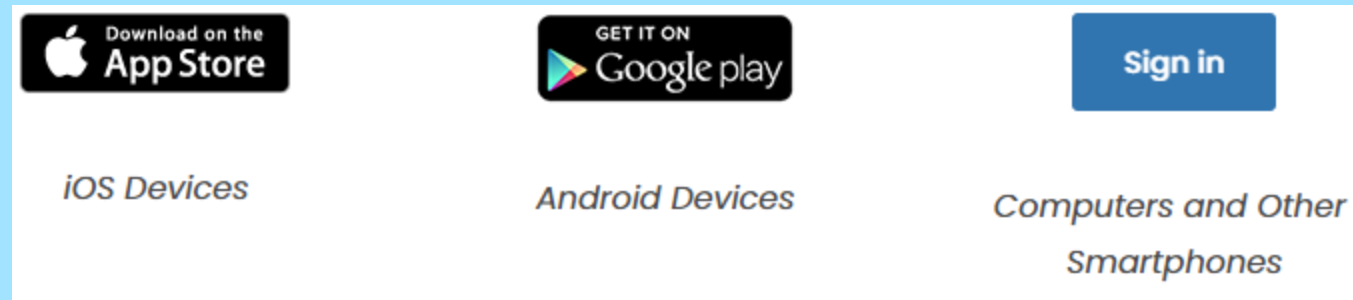 Download on the
App Store
GET IT ON
Google play
Sign in
iOS Devices
Android Devices
Computers and Other
Smartphones